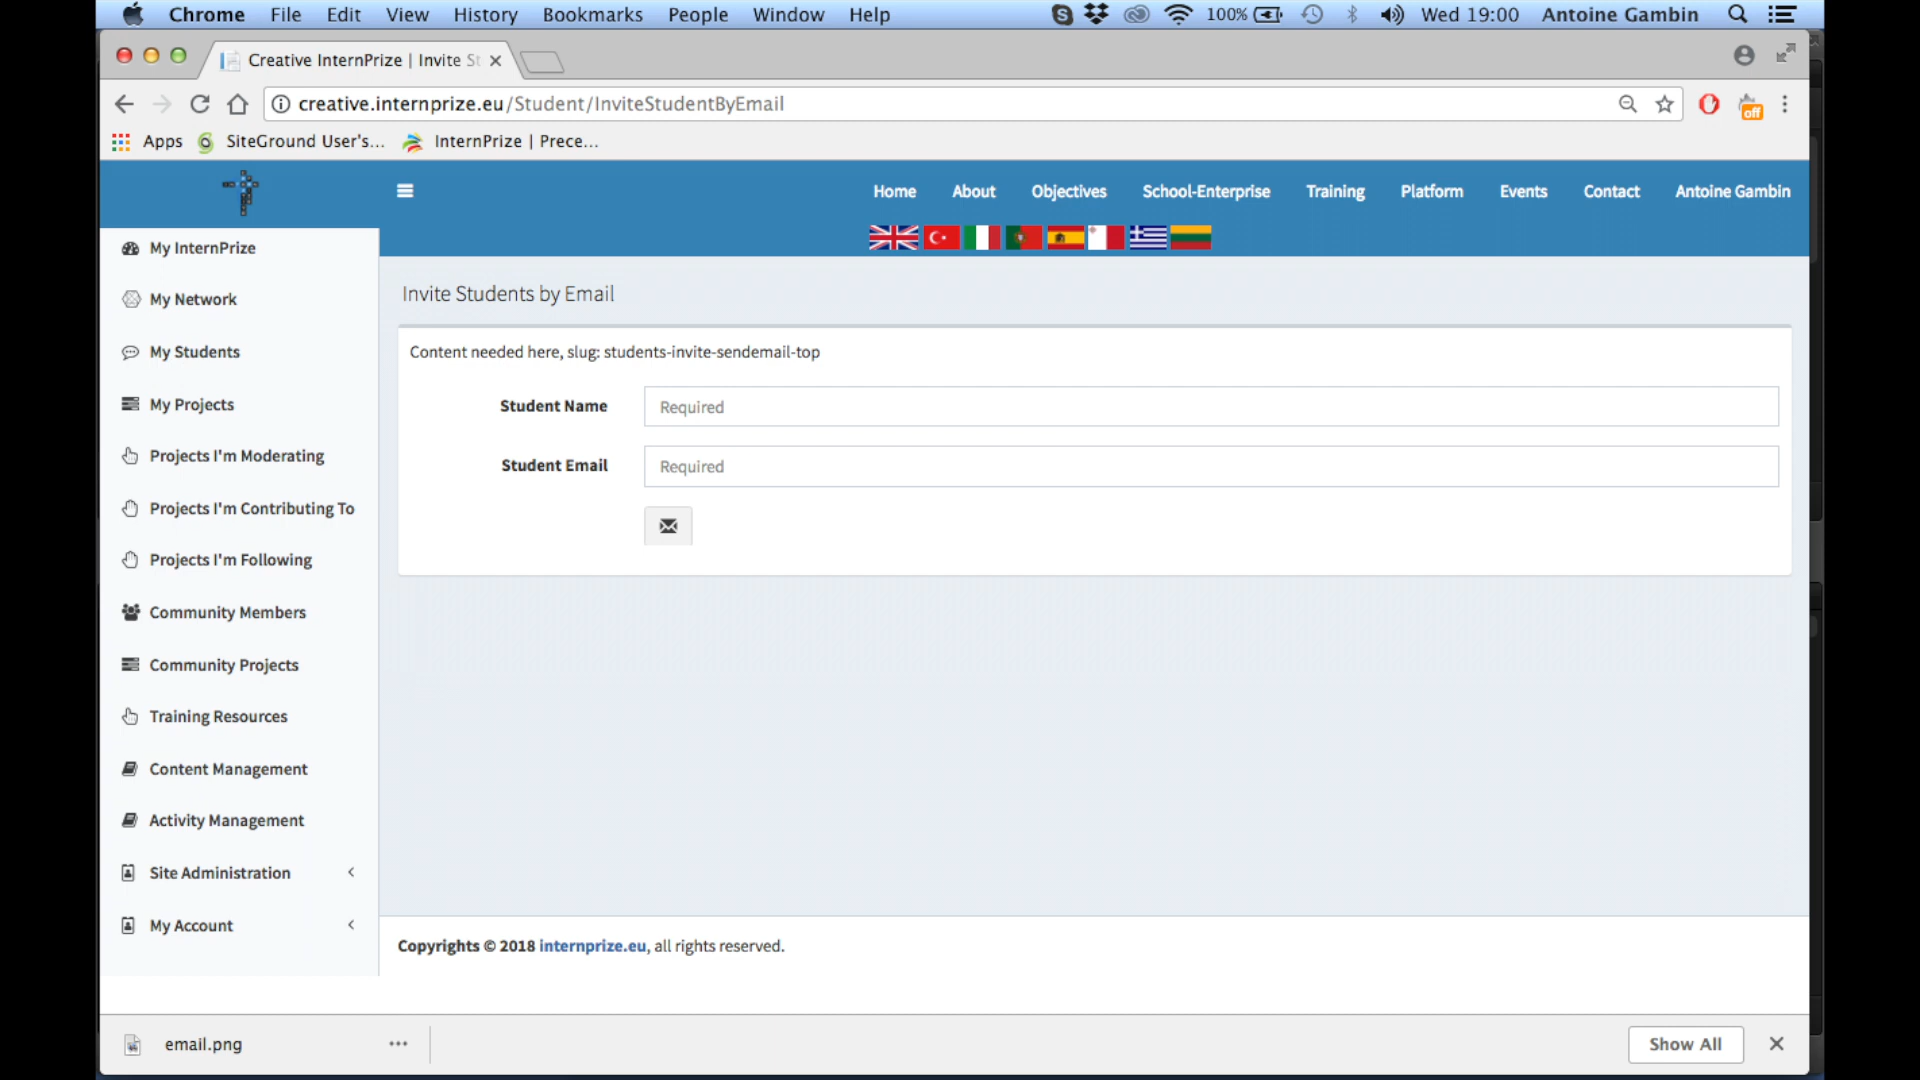 Chrome File Edit View History Bookmarks People Window Help 100% Wed 19:00 Antoine Gambin
Creative InternPrize | Invite St
creative.internprize.eu/Student/InviteStudentByEmail
off
Apps SiteGround User's... InternPrize | Prece...
Home About Objectives School-Enterprise Training Platform Events Contact Antoine Gambin
My InternPrize
My Network
My Students
My Projects
Projects I'm Moderating
Projects I'm Contributing To
Projects I'm Following
Community Members
Community Projects
Training Resources
Content Management
Activity Management
Site Administration
My Account
Invite Students by Email
Content needed here, slug: students-invite-sendemail-top
Student Name Required
Student Email Required
Copyrights © 2018 internprize.eu, all rights reserved.
email.png Show All